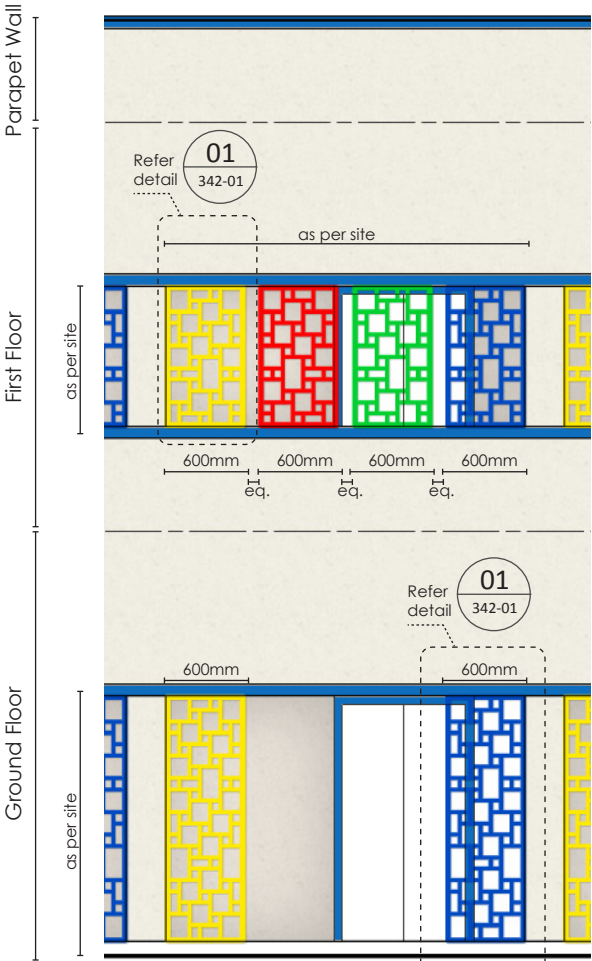 Parapet Wall
01
342-01
Refer
detail
as per site
First Floor
as per site
600mm
600mm
600mm
600mm
eq.
eq.
eq.
01
342-01
Refer
detail
600mm
600mm
Ground Floor
as per site